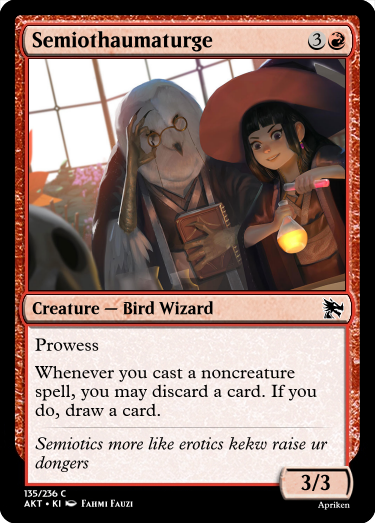 Semiothaumaturge 3
Creature — Bird Wizard
Prowess
Whenever you cast a noncreature
spell, you may discard a card. If you
do, draw a card.
Semiotics more like erotics kekw raise ur
dongers
3/3
135/236 C
AKT • KI Fahmi Fauzi
Apriken